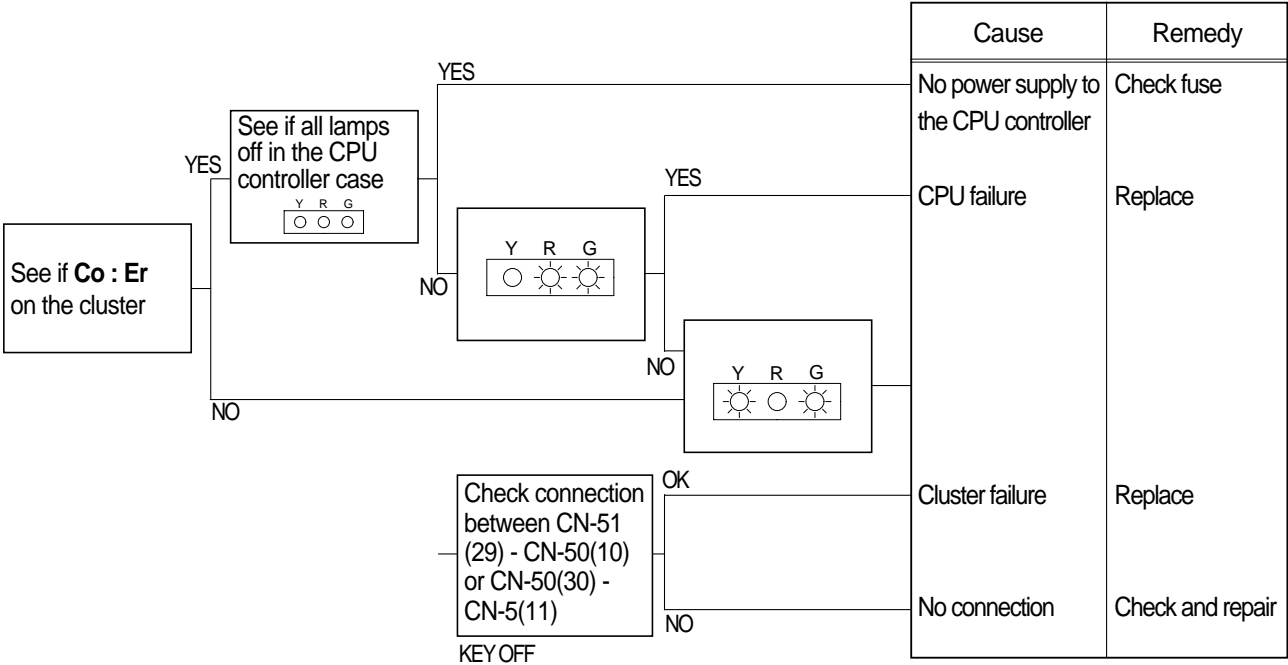 Cause Remedy
YES
No power supply to Check fuse
the CPU controller
See if all lamps
off in the CPU
controller case
Y R G
YES
YES
CPU failure Replace
Y R G
NO
See if Co : Er
on the cluster
NO
Y R G
NO
Check connection
between CN-51
(29) - CN-50(10)
or CN-50(30) -
CN-5(11)
OK
Cluster failure Replace
No connection Check and repair
NO
KEY OFF